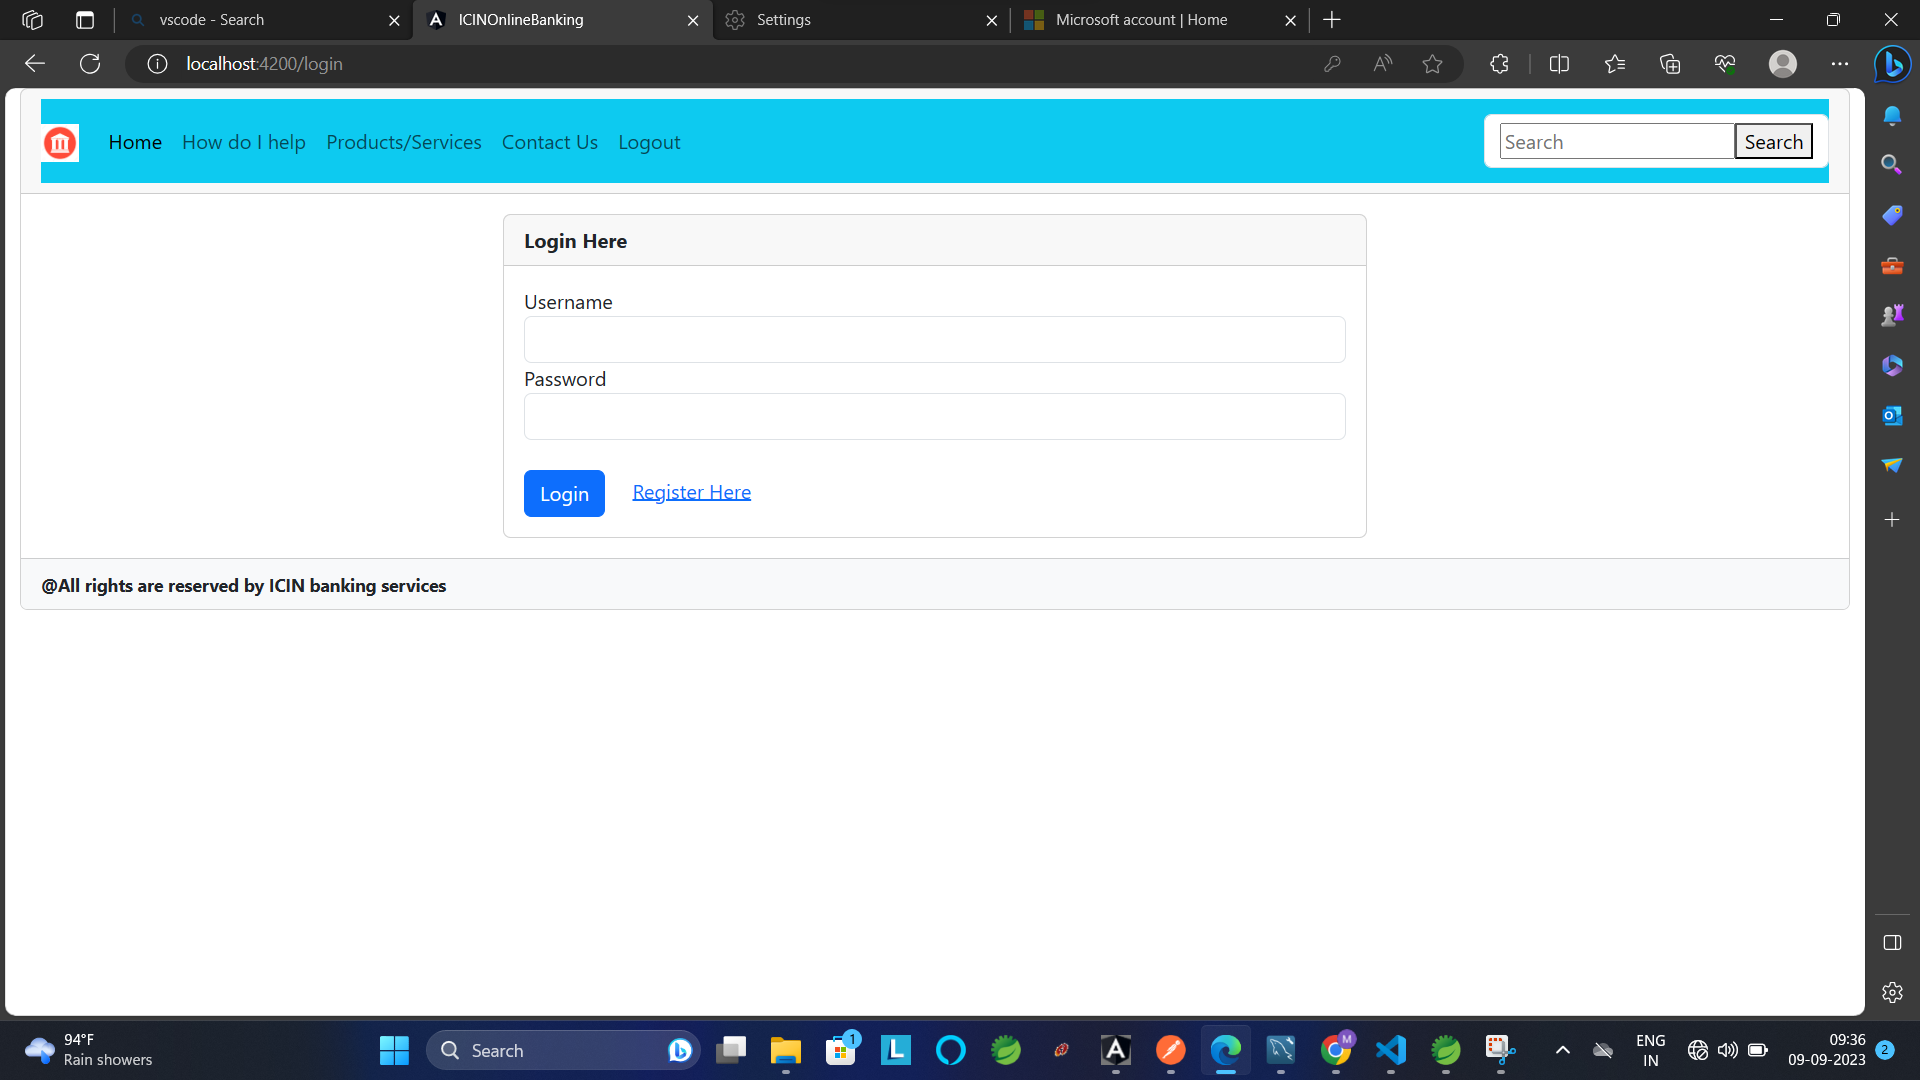 vscode - Search
ICINOnlineBanking
Settings
Microsoft account | Home
localhost:4200/login
Home How do I help Products/Services Contact Us Logout
Search Search
Login Here
Username
Password
Login Register Here
@All rights are reserved by ICIN banking services
94°F
Rain showers
Search
1
L
M
ENG
IN
09:36
09-09-2023
2